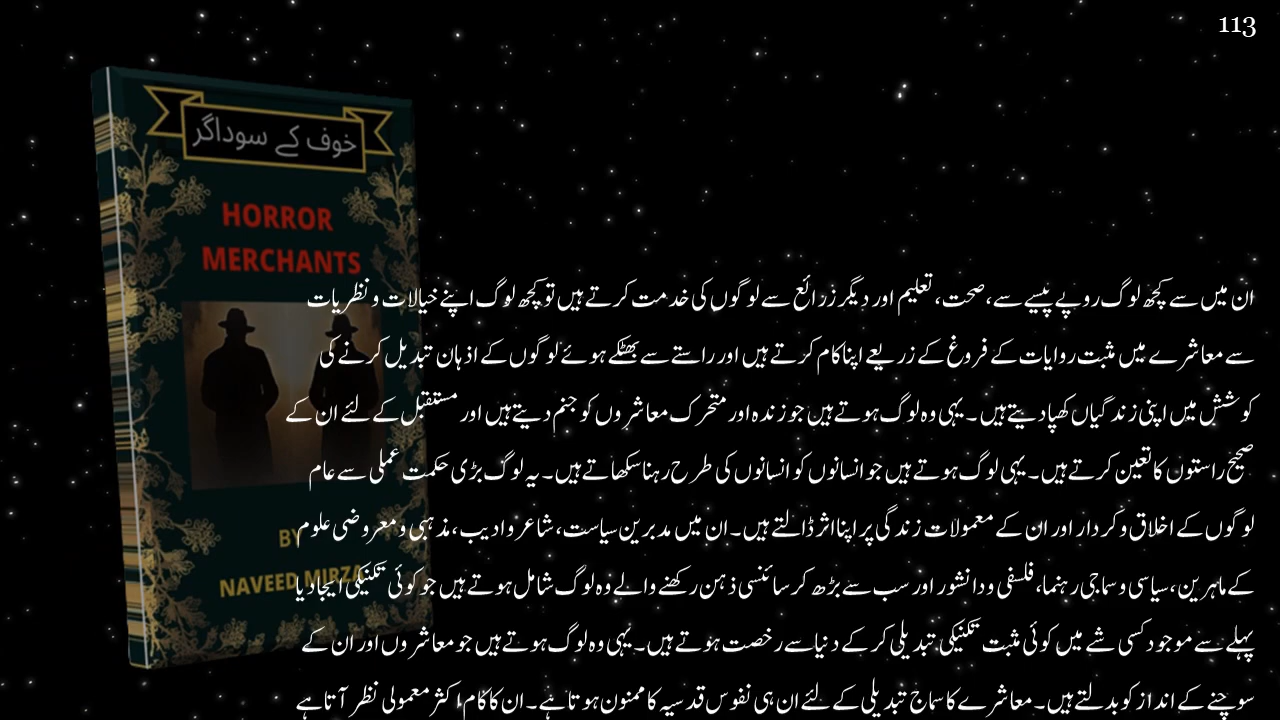 113
خوف کے سوداگر
HORROR
MERCHANTS
BY
NAVEED MIRZA
ان میں سے کچھ لوگ روپے پیسے سے، صحت، تعلیم اور دیگر زرائع سے لوگوں کی خدمت کرتے ہیں تو کچھ لوگ اپنے خیالات و نظریات
سے معاشرے میں مثبت روایات کے فروغ کے زریعے اپنا کام کرتے ہیں اور راستے سے بھٹکے ہوئے لوگوں کے اذہان تبدیل کرنے کی
کوشش میں اپنی زندگیاں کھپا دیتے ہیں۔ یہی وہ لوگ ہوتے ہیں جو زندہ اور متحرک معاشروں کو جنم دیتے ہیں اور مستقبل کے لئے ان کے
صحیح راستون کا تعین کرتے ہیں۔ یہی لوگ ہوتے ہیں جو انسانوں کو انسانوں کی طرح رہنا سکھاتے ہیں۔ یہ لوگ بڑی حکمت عملی سے عام
لوگوں کے اخلاق و کردار اور ان کے معمولات زندگی پر اپنا اثر ڈالتے ہیں۔ ان میں مدبرین سیاست، شاعر و ادیب، مذہبی و معروضی علوم
کے ماہرین، سیاسی و سماجی رہنما، فلسفی و دانشور اور سب سے بڑھ کر سائنسی ذہن رکھنے والے وہ لوگ شامل ہوتے ہیں جو کوئی تکنیکی ایجاد یا
پہلے سے موجود کسی شے میں کوئی مثبت تکنیکی تبدیلی کر کے دنیا سے رخصت ہوتے ہیں۔ یہی وہ لوگ ہوتے ہیں جو معاشروں اور ان کے
سوچنے کے انداز کو بدلتے ہیں۔ معاشرے کا سماج تبدیلی کے لئے ان ہی نفوس قدسیہ کا ممنون ہوتا ہے۔ ان کا کام اکثر معمولی نظر آتا ہے